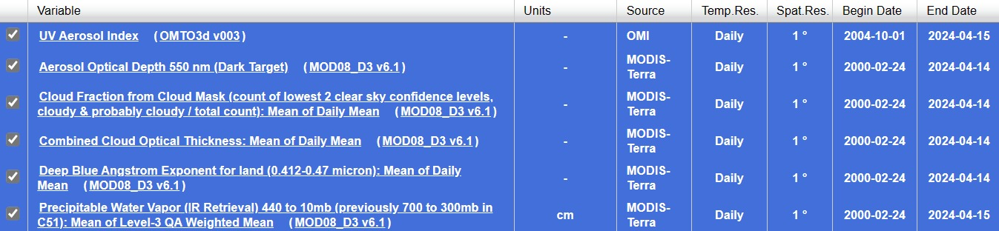 Variable Units Source Temp.Res. Spat.Res. Begin Date End Date
UV Aerosol Index (OMTO3d v003) - OMI Daily 1 ° 2004-10-01 2024-04-15
Aerosol Optical Depth 550 nm (Dark Target) (MOD08_D3 v6.1) - MODIS-
Terra Daily 1 ° 2000-02-24 2024-04-14
Cloud Fraction from Cloud Mask (count of lowest 2 clear sky confidence levels,
cloudy & probably cloudy / total count): Mean of Daily Mean (MOD08_D3 v6.1) - MODIS-
Terra Daily 1 ° 2000-02-24 2024-04-14
Combined Cloud Optical Thickness: Mean of Daily Mean (MOD08_D3 v6.1) - MODIS-
Terra Daily 1 ° 2000-02-24 2024-04-14
Deep Blue Angstrom Exponent for land (0.412-0.47 micron): Mean of Daily
Mean (MOD08_D3 v6.1) - MODIS-
Terra Daily 1 ° 2000-02-24 2024-04-14
Precipitable Water Vapor (IR Retrieval) 440 to 10mb (previously 700 to 300mb in
C51): Mean of Level-3 QA Weighted Mean (MOD08_D3 v6.1) cm MODIS-
Terra Daily 1 ° 2000-02-24 2024-04-15